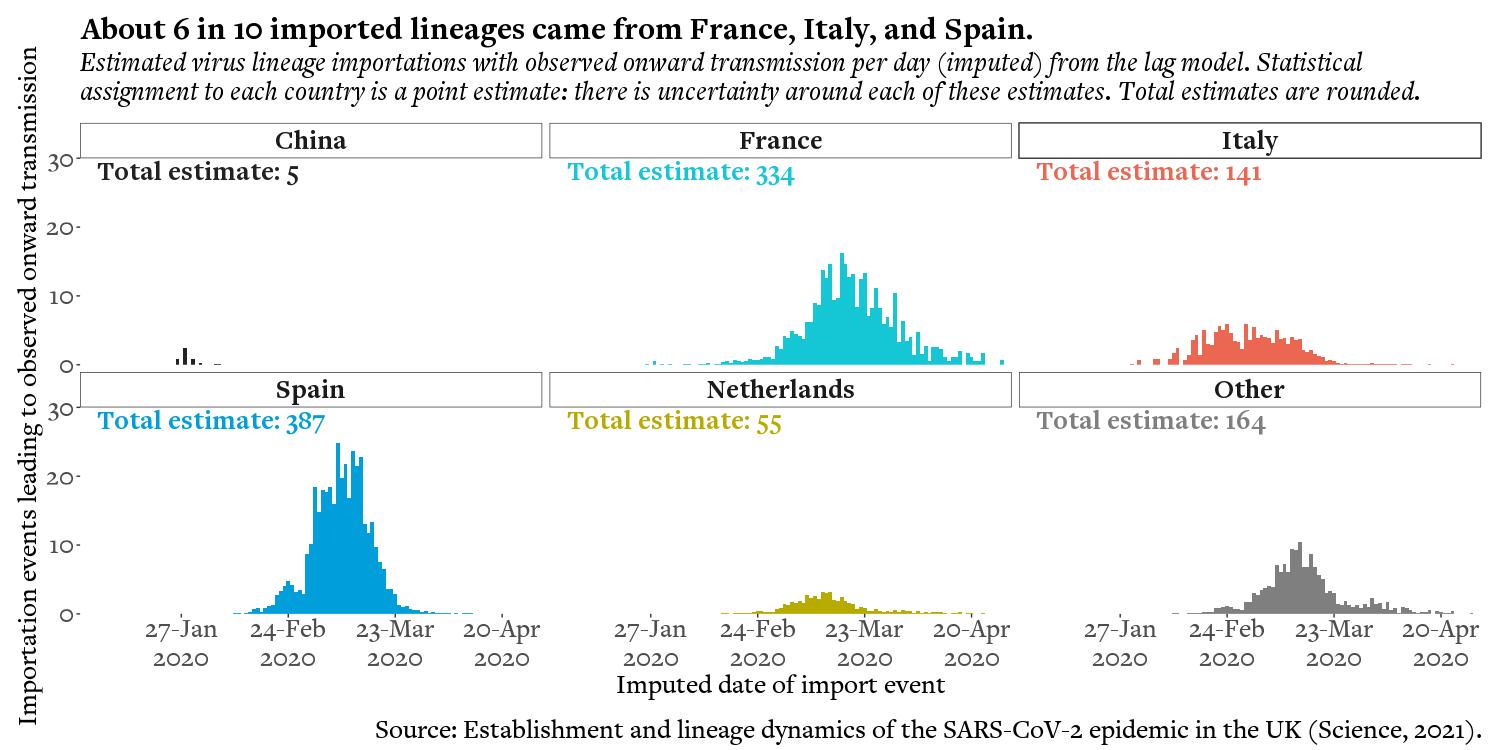 About 6 in 10 imported lineages came from France, Italy, and Spain.
Estimated virus lineage importations with observed onward transmission per day (imputed) from the lag model. Statistical
assignment to each country is a point estimate: there is uncertainty around each of these estimates. Total estimates are rounded.
Importation events leading to observed onward transmission
China
France
Italy
30
20
10
0
Total estimate: 5
Total estimate: 334
Total estimate: 141
Spain
Netherlands
Other
30
20
10
0
Total estimate: 387
Total estimate: 55
Total estimate: 164
27-Jan 24-Feb 23-Mar 20-Apr
2020 2020 2020 2020
27-Jan 24-Feb 23-Mar 20-Apr
2020 2020 2020 2020
27-Jan 24-Feb 23-Mar 20-Apr
2020 2020 2020 2020
Imputed date of import event
Source: Establishment and lineage dynamics of the SARS-CoV-2 epidemic in the UK (Science, 2021).